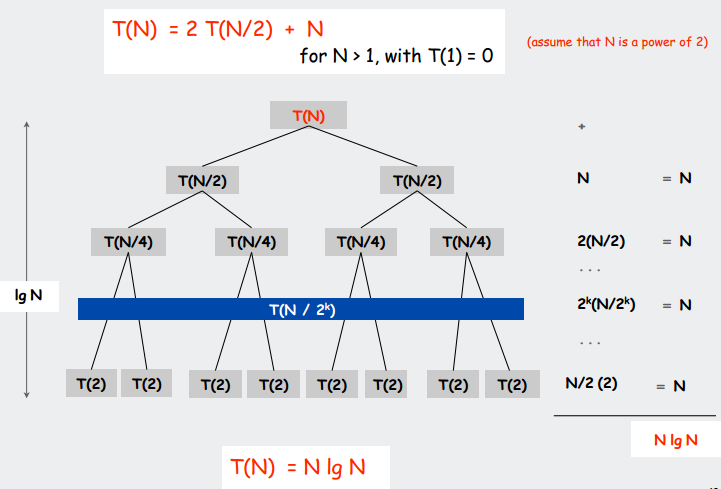 T(N) = 2 T(N/2) + N
for N > 1, with T(1) = 0
(assume that N is a power of 2)
T(N)
+
T(N/2) T(N/2) N = N
T(N/4) T(N/4) T(N/4) T(N/4) 2(N/2) = N
. . .
lg N
T(N / 2ᵏ) 2ᵏ(N/2ᵏ) = N
. . .
T(2) T(2) T(2) T(2) T(2) T(2) T(2) T(2) N/2 (2) = N
N lg N
T(N) = N lg N